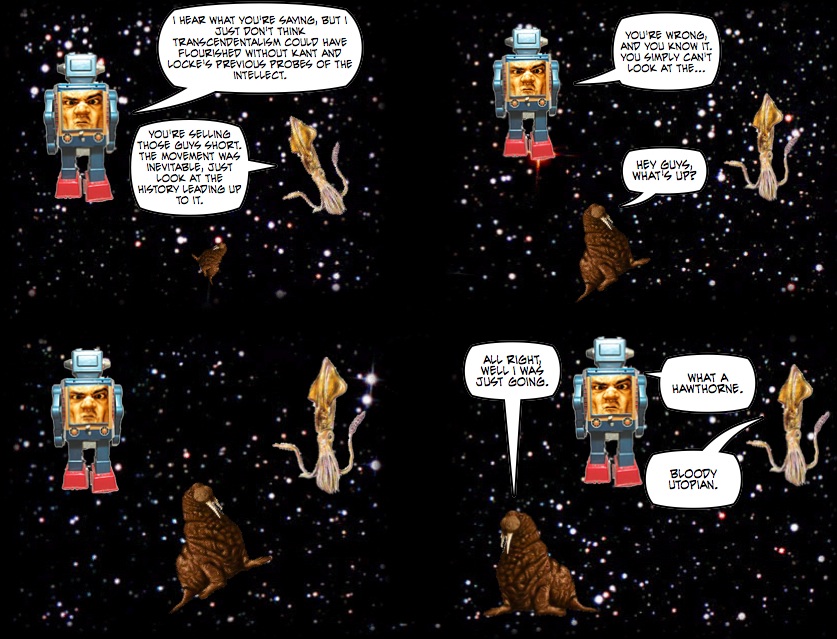 I HEAR WHAT YOU'RE SAYING, BUT I
JUST DON'T THINK
TRANSCENDENTALISM COULD HAVE
FLOURISHED WITHOUT KANT AND
LOCKE'S PREVIOUS PROBES OF THE
INTELLECT.
YOU'RE SELLING
THOSE GUYS SHORT.
THE MOVEMENT WAS
INEVITABLE, JUST
LOOK AT THE
HISTORY LEADING UP
TO IT.
YOU'RE WRONG,
AND YOU KNOW IT.
YOU SIMPLY CAN'T
LOOK AT THE...
HEY GUYS,
WHAT'S UP?
ALL RIGHT,
WELL I WAS
JUST GOING.
WHAT A
HAWTHORNE.
BLOODY
UTOPIAN.